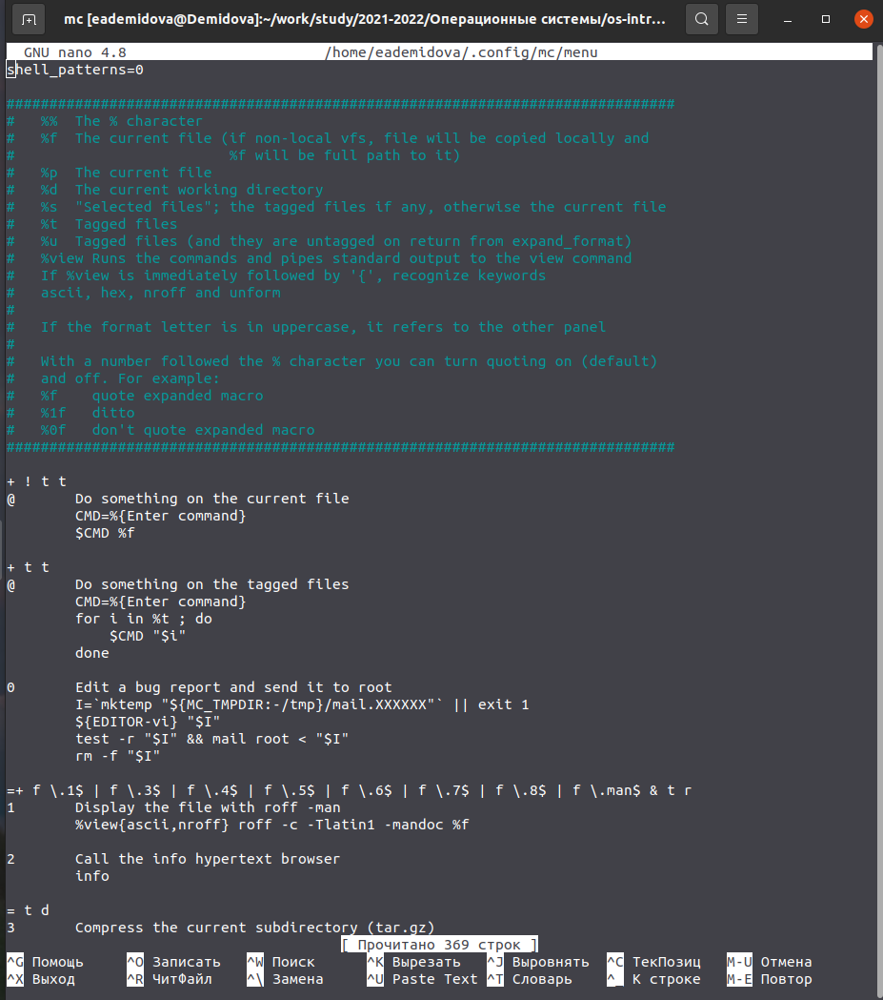 mc [eademidova@Demidova]:~/work/study/2021-2022/Операционные системы/os-intr...
GNU nano 4.8 /home/eademidova/.config/mc/menu
shell_patterns=0
##############################################################################
#   %%  The % character
#   %f  The current file (if non-local vfs, file will be copied locally and
#                         %f will be full path to it)
#   %p  The current file
#   %d  The current working directory
#   %s  "Selected files"; the tagged files if any, otherwise the current file
#   %t  Tagged files
#   %u  Tagged files (and they are untagged on return from expand_format)
#   %view Runs the commands and pipes standard output to the view command
#   If %view is immediately followed by '{', recognize keywords
#   ascii, hex, nroff and unform
#
#   If the format letter is in uppercase, it refers to the other panel
#
#   With a number followed the % character you can turn quoting on (default)
#   and off. For example:
#   %f    quote expanded macro
#   %1f   ditto
#   %0f   don't quote expanded macro
##############################################################################
+ ! t t
@       Do something on the current file
        CMD=%{Enter command}
        $CMD %f
+ t t
@       Do something on the tagged files
        CMD=%{Enter command}
        for i in %t ; do
            $CMD "$i"
        done
0       Edit a bug report and send it to root
        I=`mktemp "${MC_TMPDIR:-/tmp}/mail.XXXXXX"` || exit 1
        ${EDITOR-vi} "$I"
        test -r "$I" && mail root < "$I"
        rm -f "$I"
=+ f \.1$ | f \.3$ | f \.4$ | f \.5$ | f \.6$ | f \.7$ | f \.8$ | f \.man$ & t r
1       Display the file with roff -man
        %view{ascii,nroff} roff -c -Tlatin1 -mandoc %f
2       Call the info hypertext browser
        info
= t d
3       Compress the current subdirectory (tar.gz)
[ Прочитано 369 строк ]
^G Помощь ^O Записать ^W Поиск ^K Вырезать ^J Выровнять ^C ТекПозиц M-U Отмена
^X Выход ^R ЧитФайл ^\ Замена ^U Paste Text ^T Словарь ^_ К строке M-E Повтор